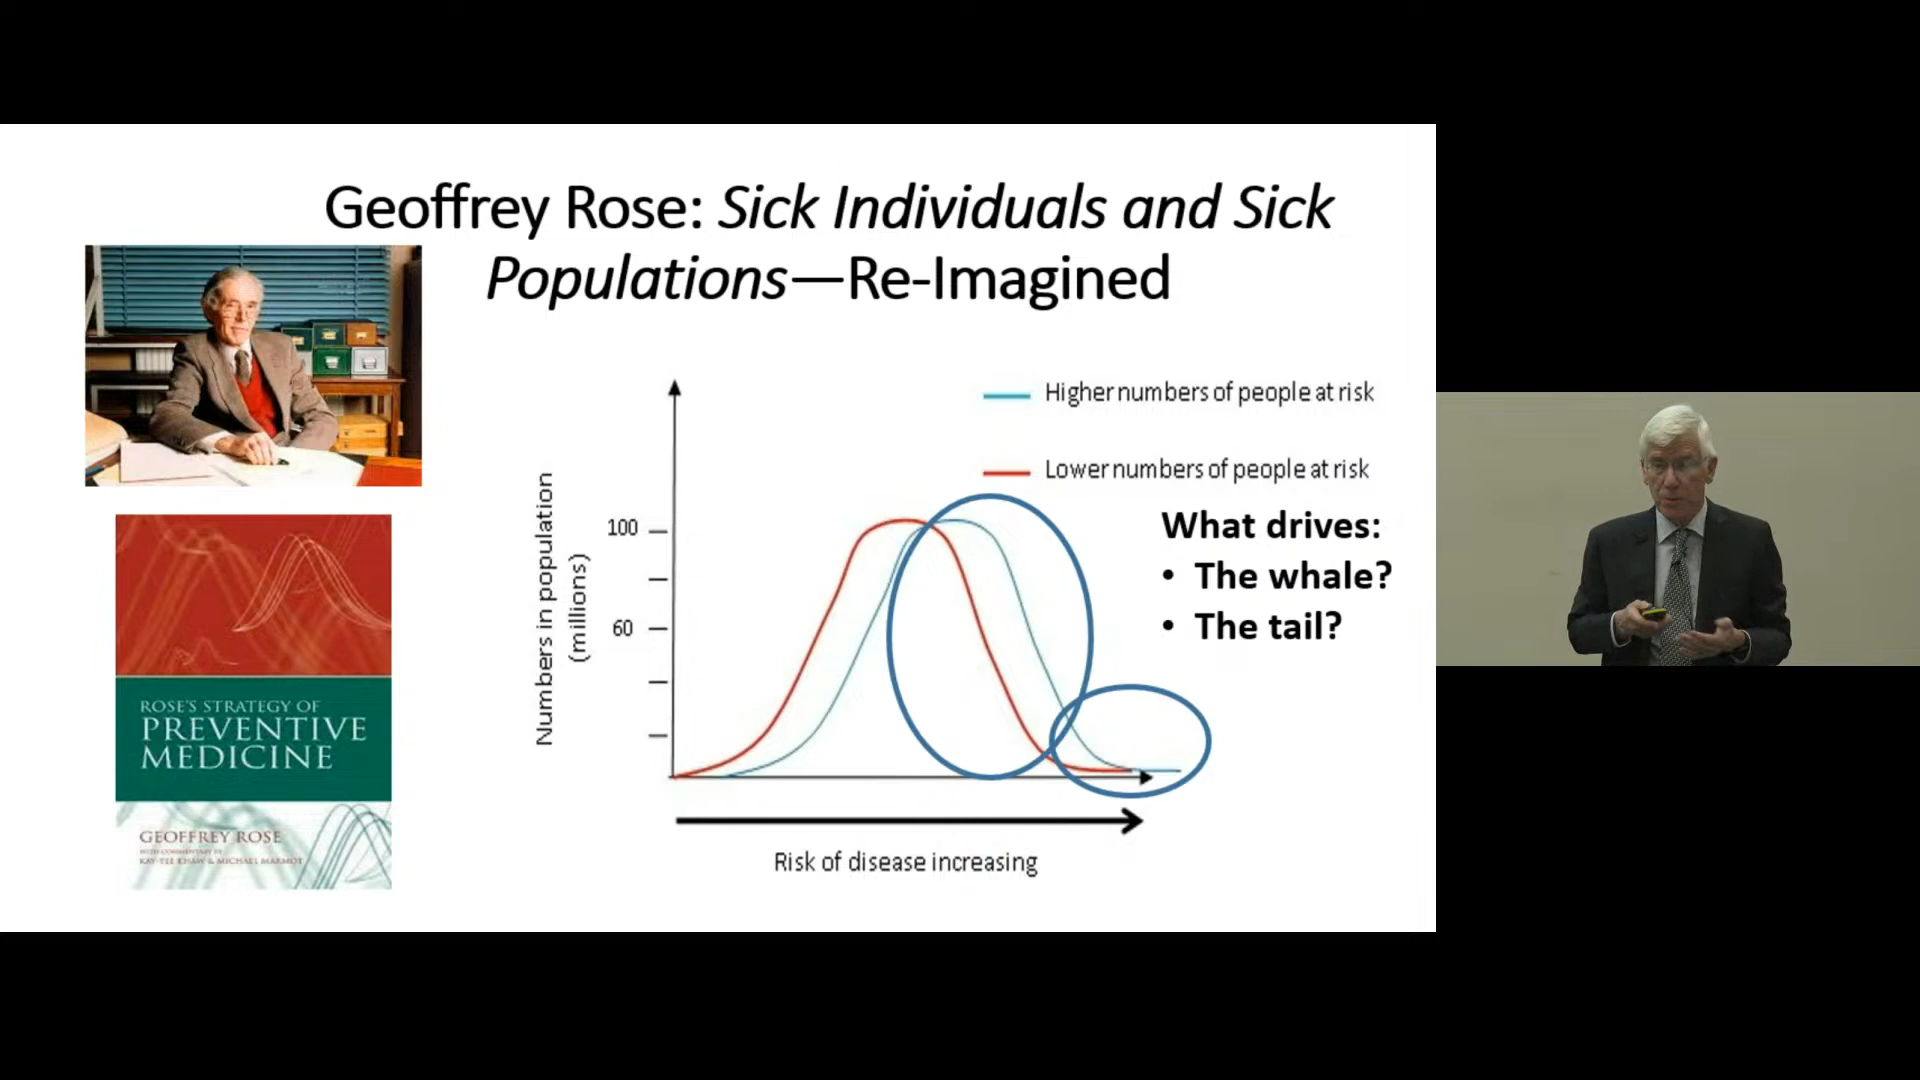 Geoffrey Rose: Sick Individuals and Sick
Populations—Re-Imagined
ROSE'S STRATEGY OF
PREVENTIVE
MEDICINE
GEOFFREY ROSE
WITH COMMENTARY BY
KAY-TEE KHAW & MICHAEL MARMOT
Numbers in population
(millions)
100
60
Higher numbers of people at risk
Lower numbers of people at risk
What drives:
• The whale?
• The tail?
Risk of disease increasing